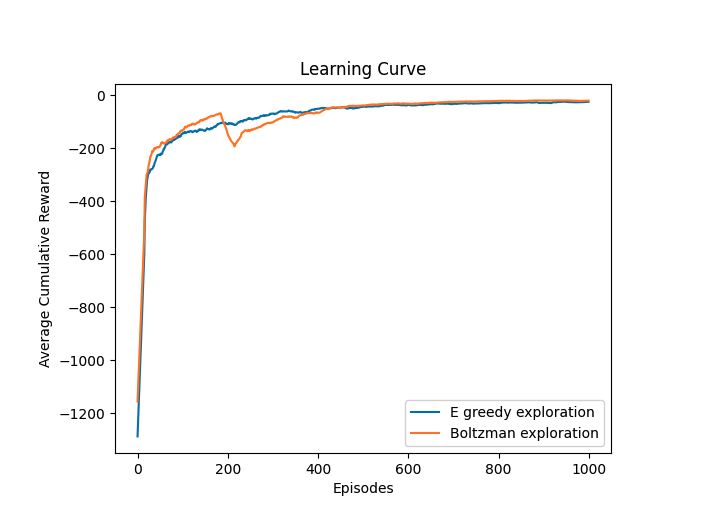 Learning Curve
0
−200
−400
−600
−800
−1000
−1200
Average Cumulative Reward
0 200 400 600 800 1000
Episodes
E greedy exploration
Boltzman exploration